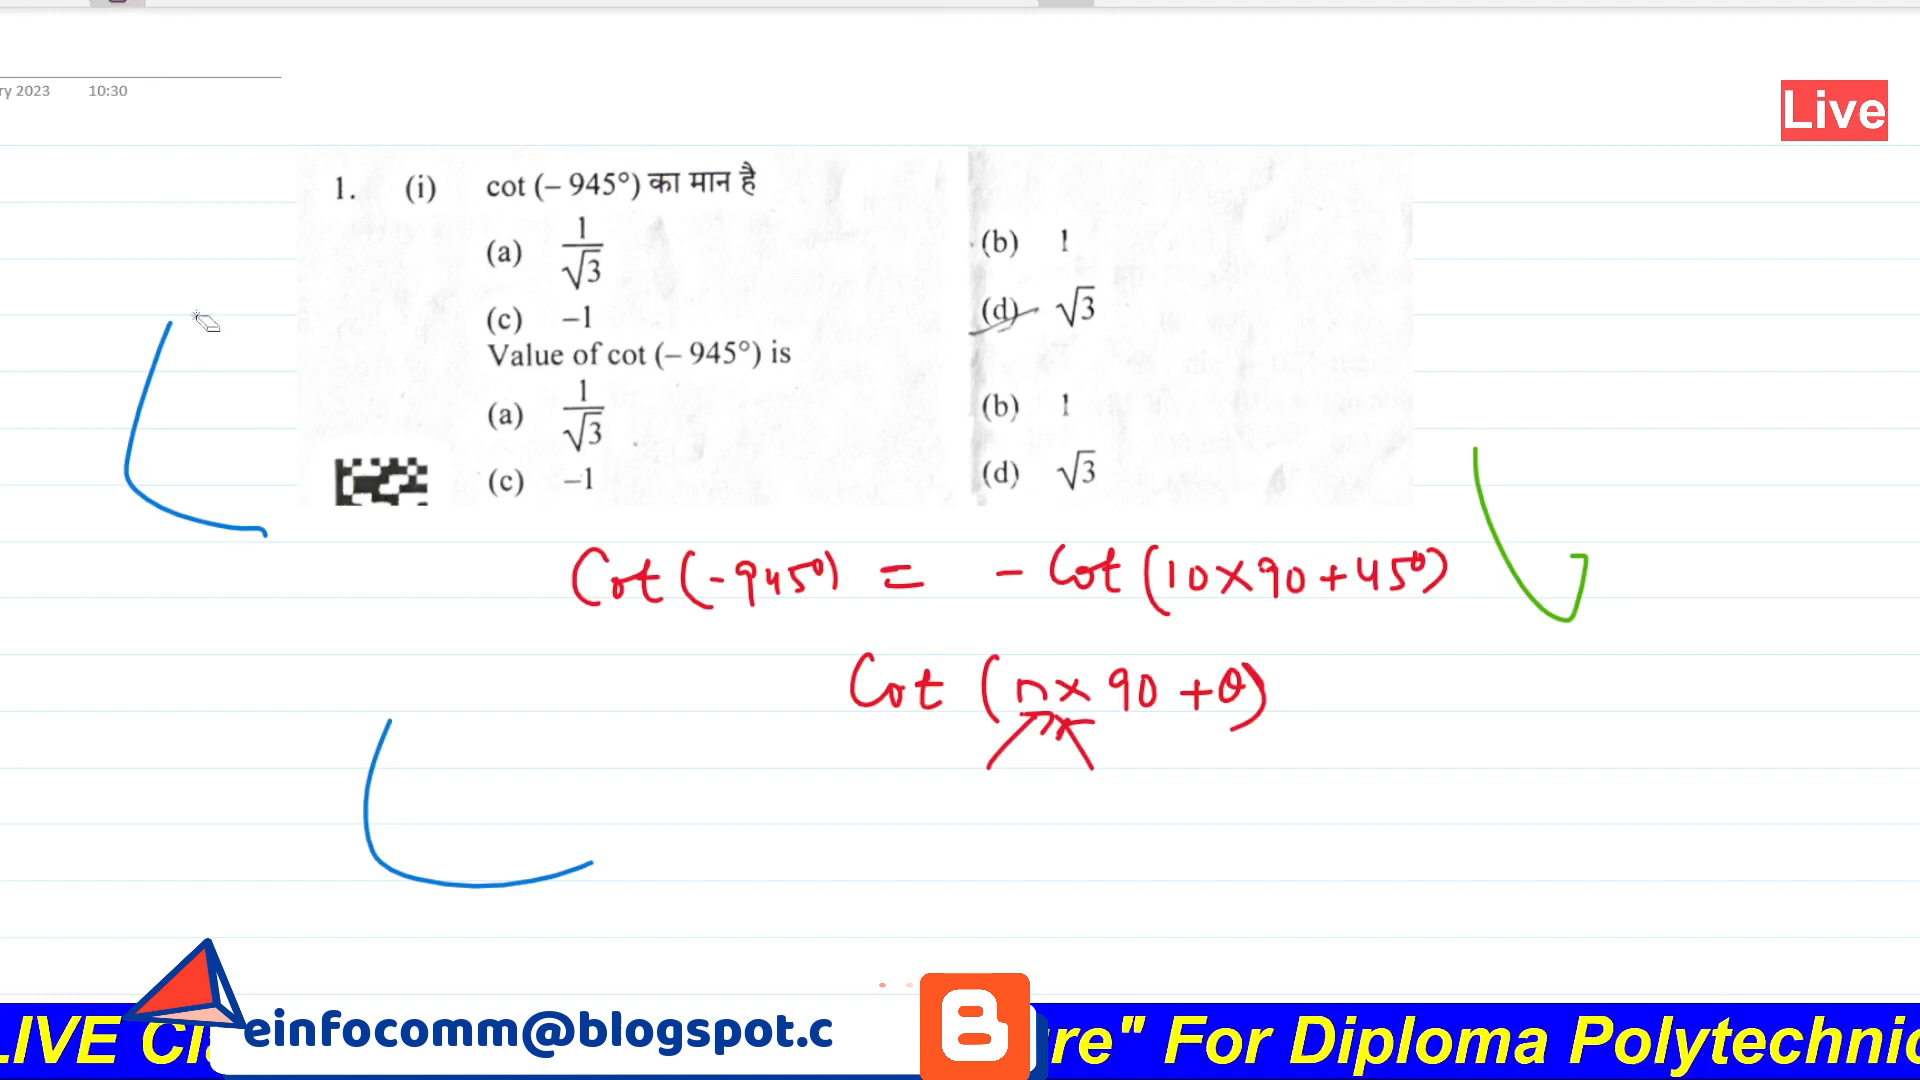 ry 2023 10:30
Live
1. (i) cot (– 945°) का मान है
(a) 1/√3 (b) 1
(c) –1 (d) √3
Value of cot (– 945°) is
(a) 1/√3 (b) 1
(c) –1 (d) √3
Cot (-945°) = - Cot (10×90+45°)
Cot (n× 90 +θ)
LIVE Cl
einfocomm@blogspot.c
re" For Diploma Polytechnic